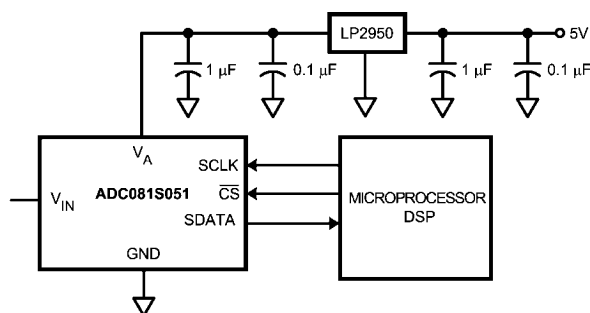 LP2950
5V
1 μF
0.1 μF
1 μF
0.1 μF
VA
SCLK
VIN
ADC081S051
CS
SDATA
GND
MICROPROCESSOR
DSP